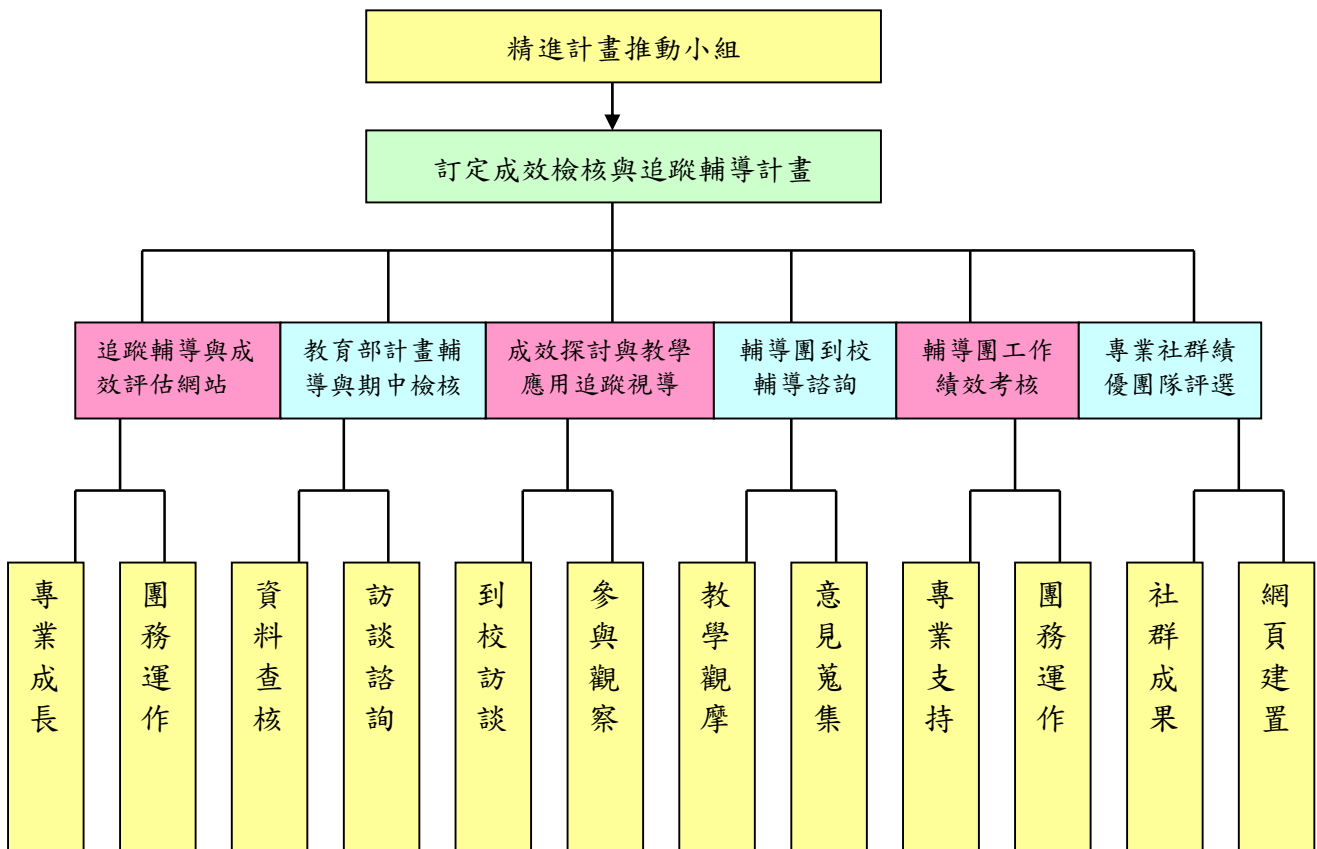 精進計畫推動小組
訂定成效檢核與追蹤輔導計畫
追蹤輔導與成
效評估網站
教育部計畫輔
導與期中檢核
成效探討與教學
應用追蹤視導
輔導團到校
輔導諮詢
輔導團工作
績效考核
專業社群績
優團隊評選
專業成長
團務運作
資料查核
訪談諮詢
到校訪談
參與觀察
教學觀摩
意見蒐集
專業支持
團務運作
社群成果
網頁建置